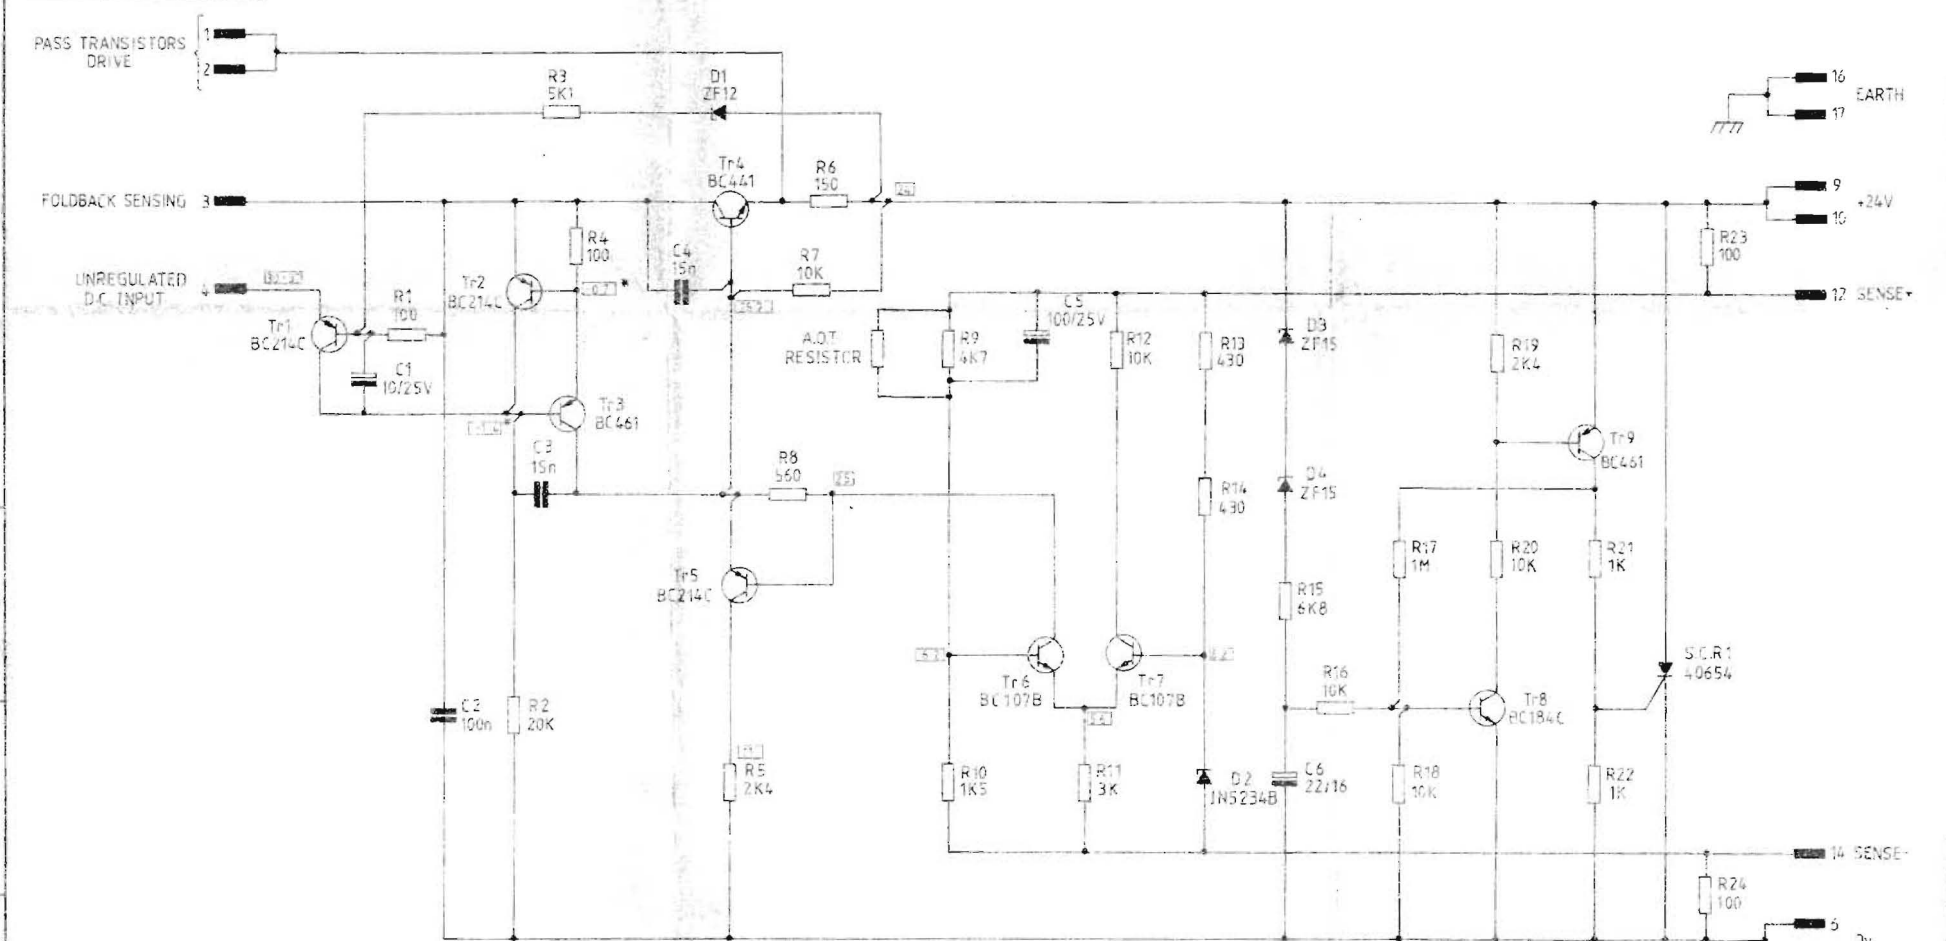 PASS TRANSISTORS
DRIVE
1
2
R3
5K1
D1
ZF12
16
EARTH
17
FOLDBACK SENSING 3
Tr4
BC441
R6
150
24
9
+24V
10
R4
100
C4
15n
R7
10K
R23
100
UNREGULATED
D.C. INPUT
4
Tr2
BC214C
R1
100
Tr1
BC214C
C1
10/25V
12 SENSE+
C5
100/25V
A.O.T.
RESISTOR
R9
4K7
R12
10K
R13
430
D3
ZF15
R19
2K4
Tr3
BC461
C3
15n
R8
560
25
Tr9
BC461
R14
430
D4
ZF15
R17
1M
R20
10K
R21
1K
Tr5
BC214C
R15
6K8
Tr6
BC107B
Tr7
BC107B
R16
10K
Tr8
BC184C
S.C.R1
40654
C2
100n
R2
20K
R5
2K4
R10
1K5
R11
3K
D2
1N5234B
C6
22/16
R18
10K
R22
1K
14 SENSE-
R24
100
6